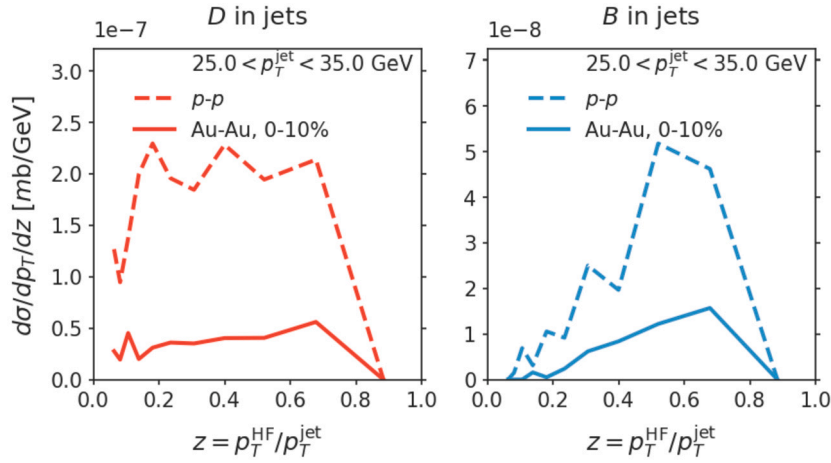 D in jets
1e−7
25.0 < p_T^jet < 35.0 GeV
p-p
Au-Au, 0-10%
3.0
2.5
2.0
1.5
1.0
0.5
0.0
dσ/dp_T/dz [mb/GeV]
0.0 0.2 0.4 0.6 0.8 1.0
z = p_T^HF/p_T^jet
B in jets
1e−8
25.0 < p_T^jet < 35.0 GeV
p-p
Au-Au, 0-10%
7
6
5
4
3
2
1
0
0.0 0.2 0.4 0.6 0.8 1.0
z = p_T^HF/p_T^jet